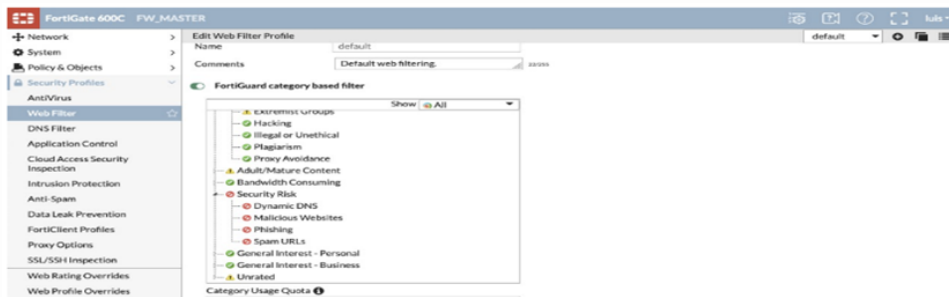 FortiGate 600C FW_MASTER luis
Network
System
Policy & Objects
Security Profiles
AntiVirus
Web Filter
DNS Filter
Application Control
Cloud Access Security
Inspection
Intrusion Protection
Anti-Spam
Data Leak Prevention
FortiClient Profiles
Proxy Options
SSL/SSH Inspection
Web Rating Overrides
Web Profile Overrides
Edit Web Filter Profile default
Name default
Comments Default web filtering. 22/255
FortiGuard category based filter
Show All
Extremist Groups
Hacking
Illegal or Unethical
Plagiarism
Proxy Avoidance
Adult/Mature Content
Bandwidth Consuming
Security Risk
Dynamic DNS
Malicious Websites
Phishing
Spam URLs
General Interest - Personal
General Interest - Business
Unrated
Category Usage Quota